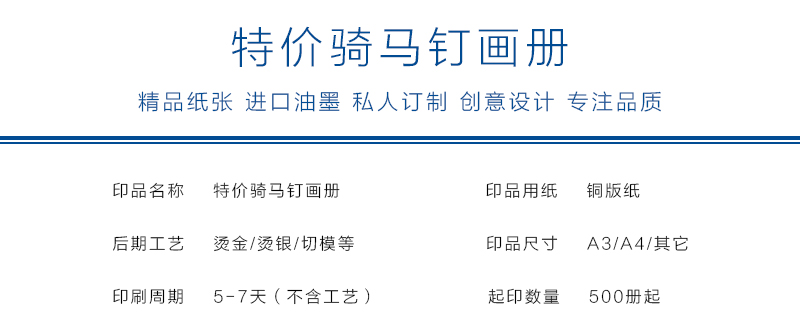 特价骑马钉画册
精品纸张 进口油墨 私人订制 创意设计 专注品质
印品名称 特价骑马钉画册 印品用纸 铜版纸
后期工艺 烫金/烫银/切模等 印品尺寸 A3/A4/其它
印刷周期 5-7天（不含工艺） 起印数量 500册起